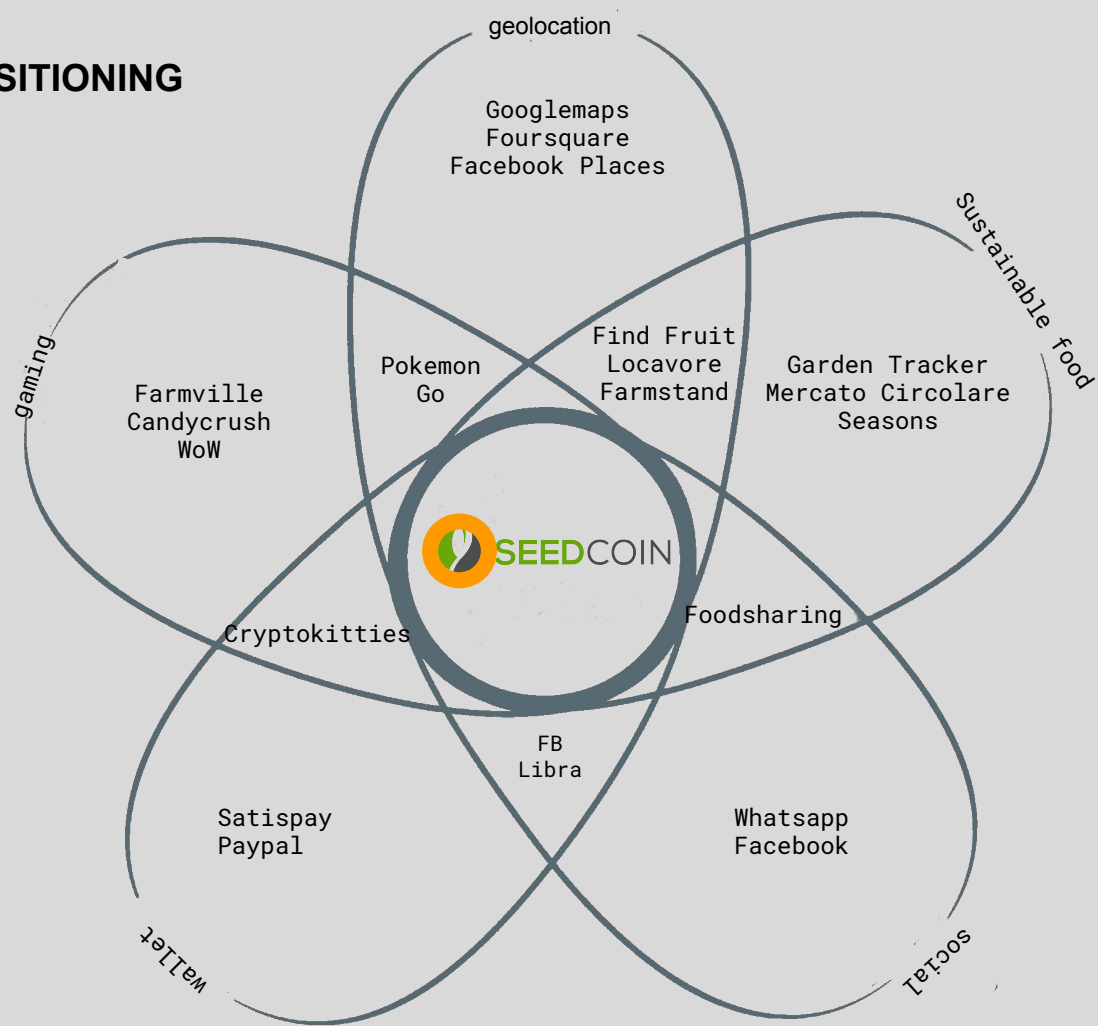 geolocation
SITIONING
Googlemaps
Foursquare
Facebook Places
Sustainable food
gaming
Pokemon
Go
Find Fruit
Locavore
Farmstand
Farmville
Candycrush
WoW
Garden Tracker
Mercato Circolare
Seasons
SEEDCOIN
Cryptokitties
Foodsharing
FB
Libra
Satispay
Paypal
Whatsapp
Facebook
wallet
social